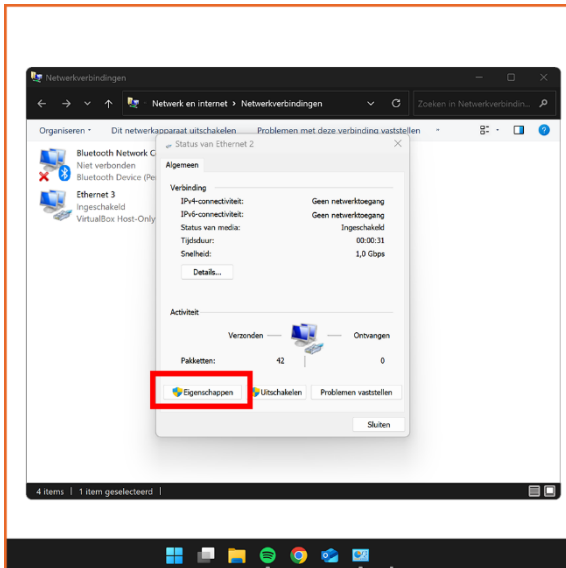 Netwerkverbindingen
Netwerk en internet > Netwerkverbindingen
Zoeken in Netwerkverbindin...
Organiseren
Dit netwerkapparaat uitschakelen
Problemen met deze verbinding vaststellen
Bluetooth Network C
Niet verbonden
Bluetooth Device (Pe
Ethernet 3
Ingeschakeld
VirtualBox Host-Only
Status van Ethernet 2
Algemeen
Verbinding
IPv4-connectiviteit: Geen netwerktoegang
IPv6-connectiviteit: Geen netwerktoegang
Status van media: Ingeschakeld
Tijdsduur: 00:00:31
Snelheid: 1,0 Gbps
Details...
Activiteit
Verzonden — — Ontvangen
Pakketten: 42 | 0
Eigenschappen
Uitschakelen
Problemen vaststellen
Sluiten
4 items | 1 item geselecteerd |